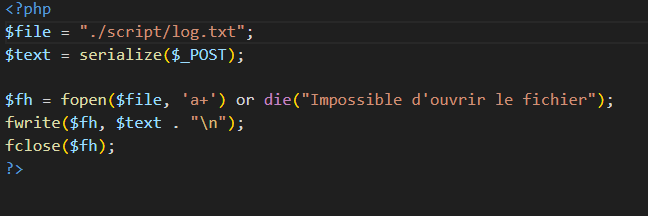 <?php
$file = "./script/log.txt";
$text = serialize($_POST);
$fh = fopen($file, 'a+') or die("Impossible d'ouvrir le fichier");
fwrite($fh, $text . "\n");
fclose($fh);
?>